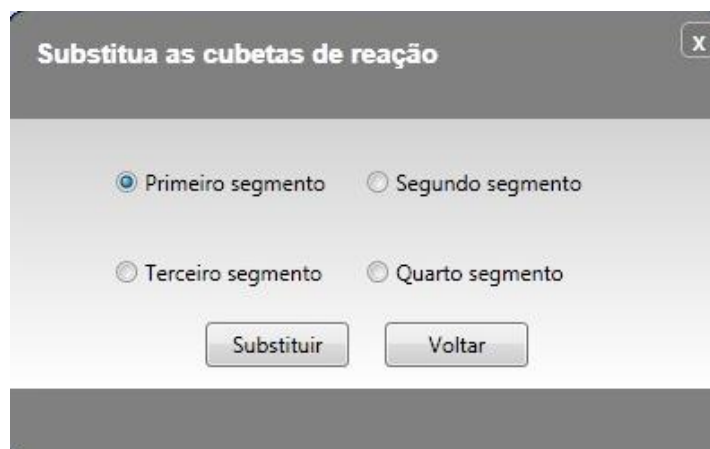 Substitua as cubetas de reação
x
Primeiro segmento Segundo segmento
Terceiro segmento Quarto segmento
Substituir Voltar